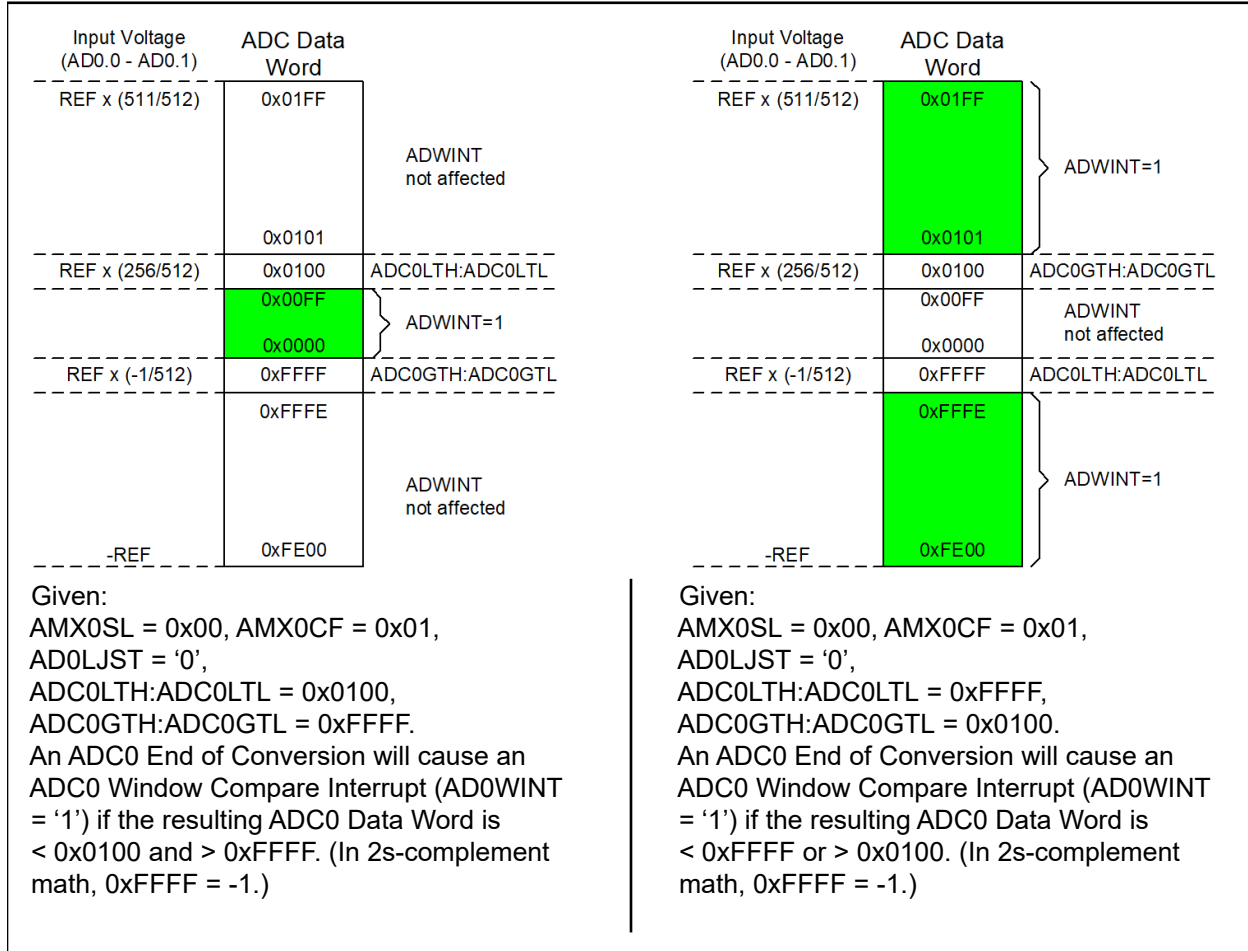 Input Voltage
(AD0.0 - AD0.1)
ADC Data
Word
REF x (511/512)
0x01FF
ADWINT
not affected
0x0101
REF x (256/512)
0x0100
ADC0LTH:ADC0LTL
0x00FF
ADWINT=1
0x0000
REF x (-1/512)
0xFFFF
ADC0GTH:ADC0GTL
0xFFFE
ADWINT
not affected
-REF
0xFE00
Given:
AMX0SL = 0x00, AMX0CF = 0x01,
AD0LJST = ‘0’,
ADC0LTH:ADC0LTL = 0x0100,
ADC0GTH:ADC0GTL = 0xFFFF.
An ADC0 End of Conversion will cause an
ADC0 Window Compare Interrupt (AD0WINT
= ‘1’) if the resulting ADC0 Data Word is
< 0x0100 and > 0xFFFF. (In 2s-complement
math, 0xFFFF = -1.)
Input Voltage
(AD0.0 - AD0.1)
ADC Data
Word
REF x (511/512)
0x01FF
ADWINT=1
0x0101
REF x (256/512)
0x0100
ADC0GTH:ADC0GTL
0x00FF
ADWINT
not affected
0x0000
REF x (-1/512)
0xFFFF
ADC0LTH:ADC0LTL
0xFFFE
ADWINT=1
-REF
0xFE00
Given:
AMX0SL = 0x00, AMX0CF = 0x01,
AD0LJST = ‘0’,
ADC0LTH:ADC0LTL = 0xFFFF,
ADC0GTH:ADC0GTL = 0x0100.
An ADC0 End of Conversion will cause an
ADC0 Window Compare Interrupt (AD0WINT
= ‘1’) if the resulting ADC0 Data Word is
< 0xFFFF or > 0x0100. (In 2s-complement
math, 0xFFFF = -1.)